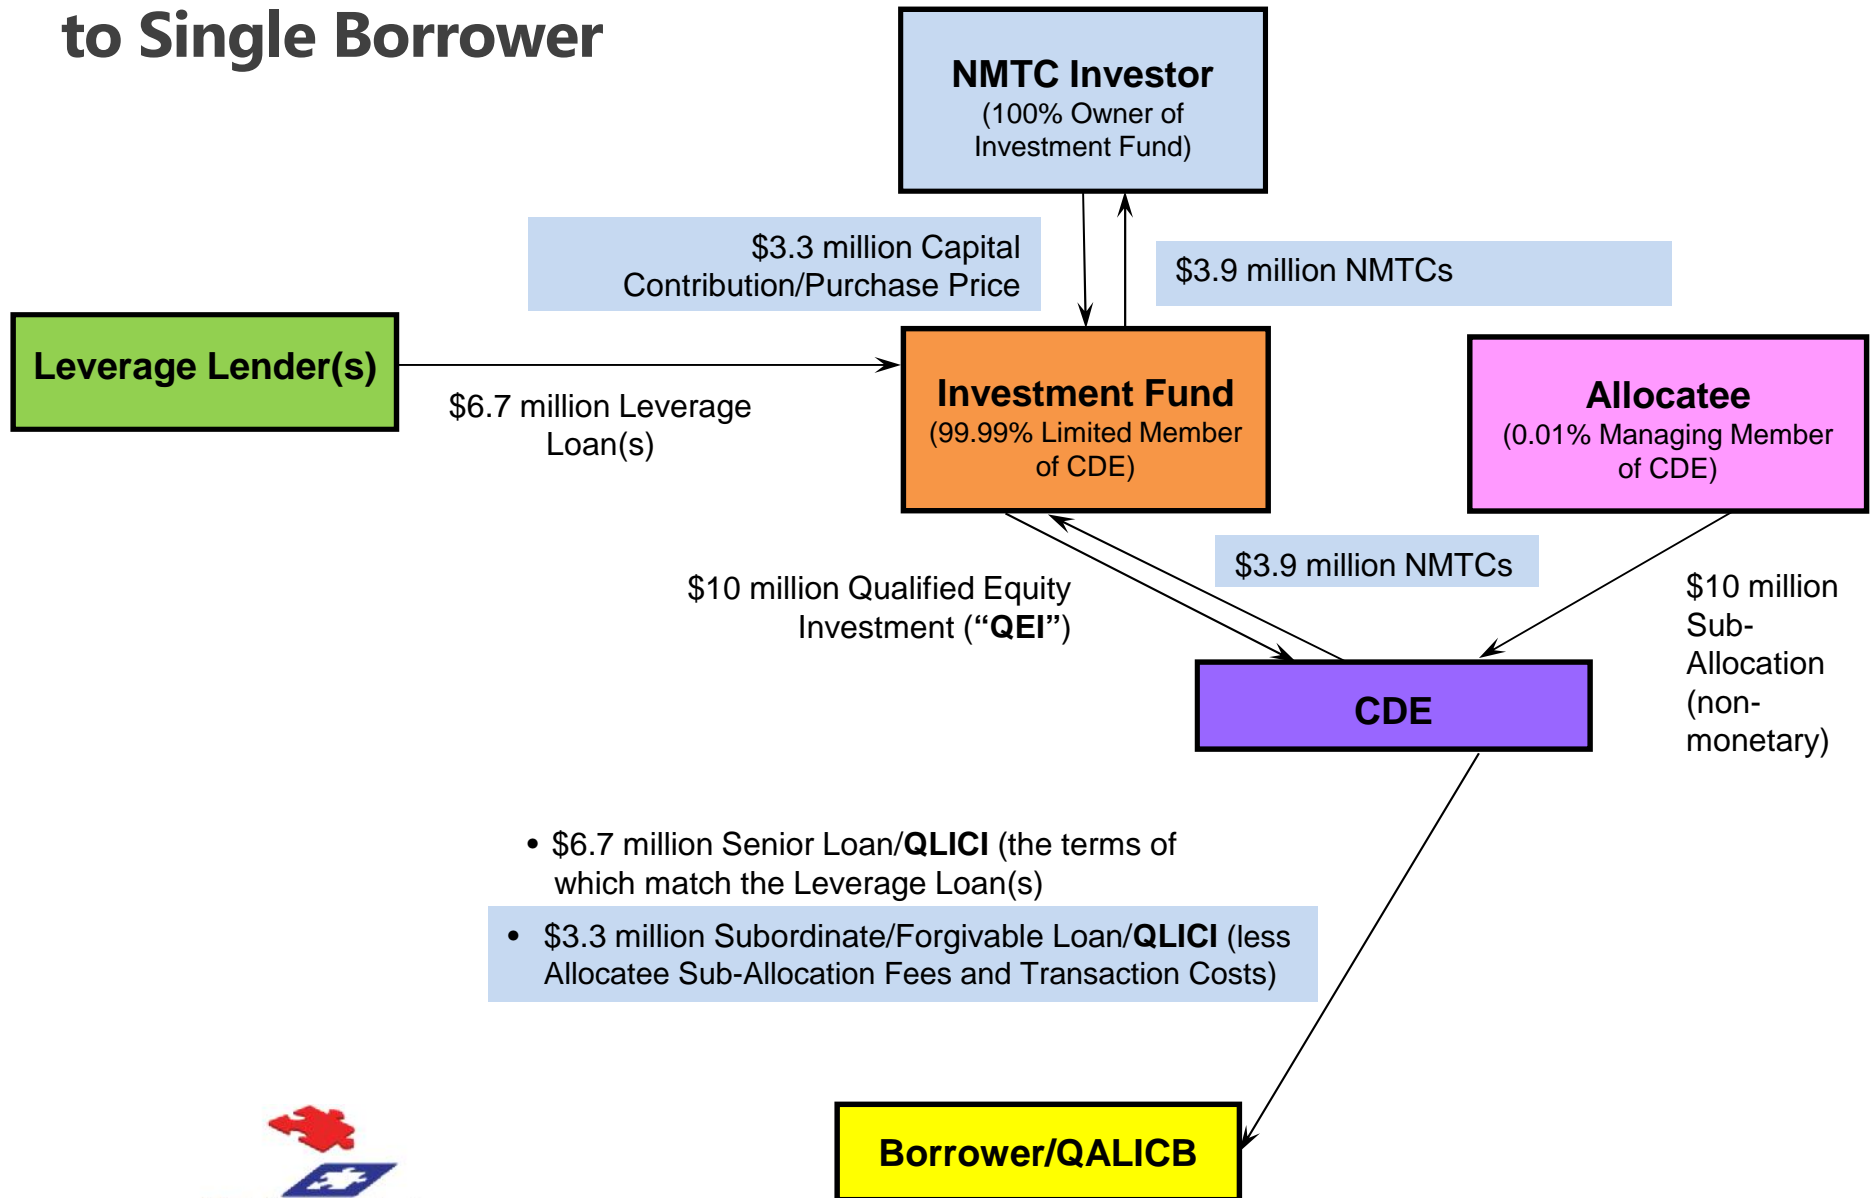 to Single Borrower
NMTC Investor
(100% Owner of
Investment Fund)
$3.3 million Capital
Contribution/Purchase Price
$3.9 million NMTCs
Leverage Lender(s)
$6.7 million Leverage
Loan(s)
Investment Fund
(99.99% Limited Member
of CDE)
Allocatee
(0.01% Managing Member
of CDE)
$10 million Qualified Equity
Investment (“QEI”)
$3.9 million NMTCs
$10 million
Sub-
Allocation
(non-
monetary)
CDE
• $6.7 million Senior Loan/QLICI (the terms of
which match the Leverage Loan(s)
• $3.3 million Subordinate/Forgivable Loan/QLICI (less
Allocatee Sub-Allocation Fees and Transaction Costs)
Borrower/QALICB